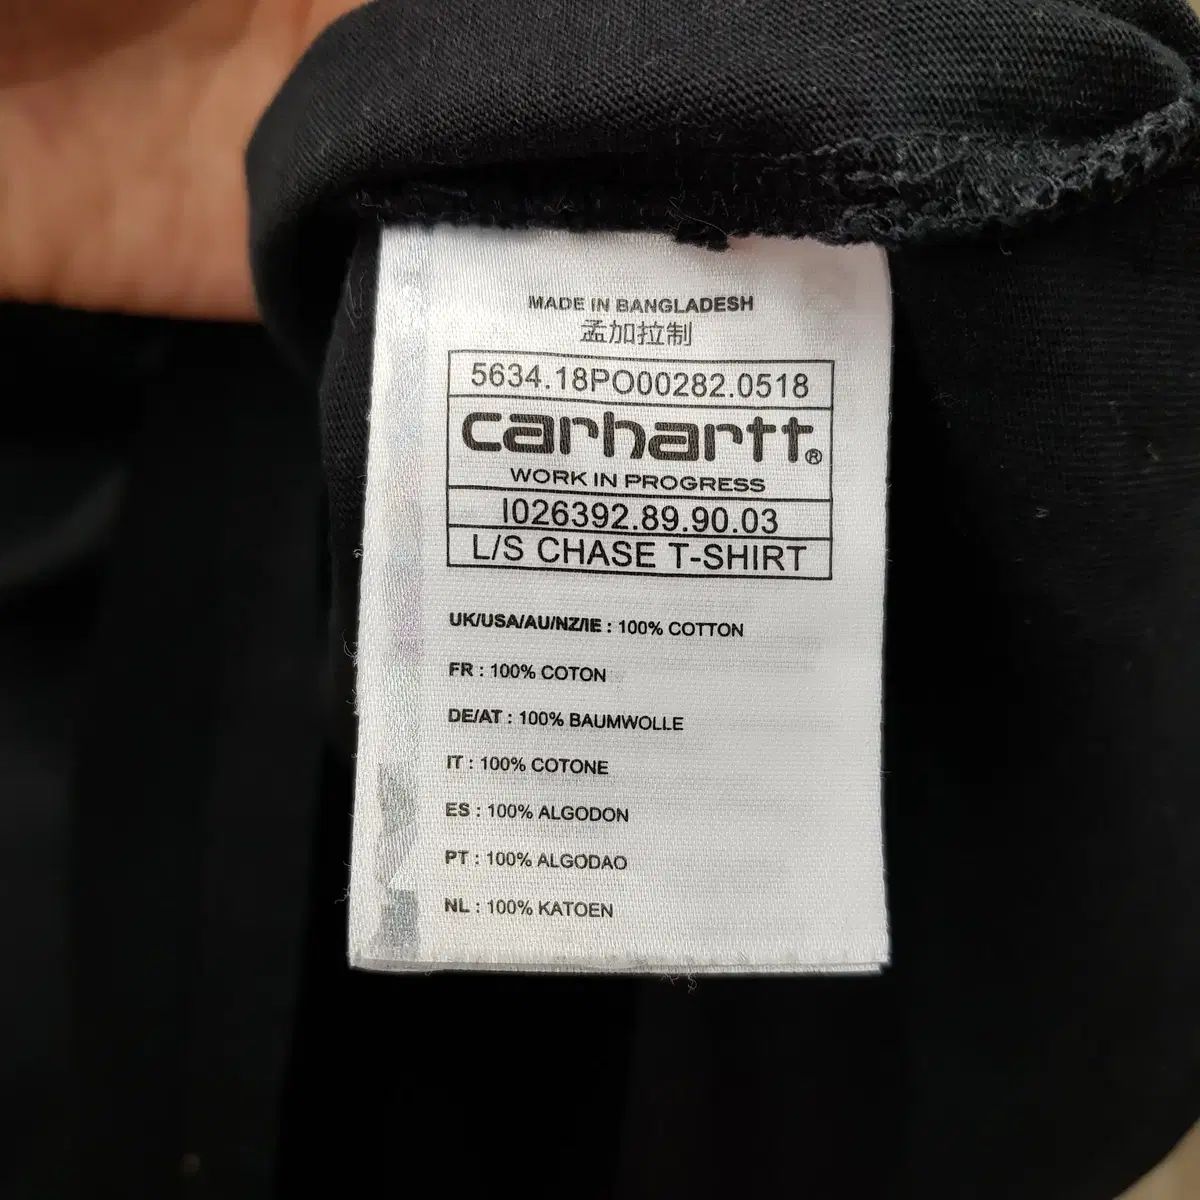 MADE IN BANGLADESH
孟加拉制
5634.18PO00282.0518
carhartt®
WORK IN PROGRESS
I026392.89.90.03
L/S CHASE T-SHIRT
UK/USA/AU/NZ/IE : 100% COTTON
FR : 100% COTON
DE/AT : 100% BAUMWOLLE
IT : 100% COTONE
ES : 100% ALGODON
PT : 100% ALGODAO
NL : 100% KATOEN